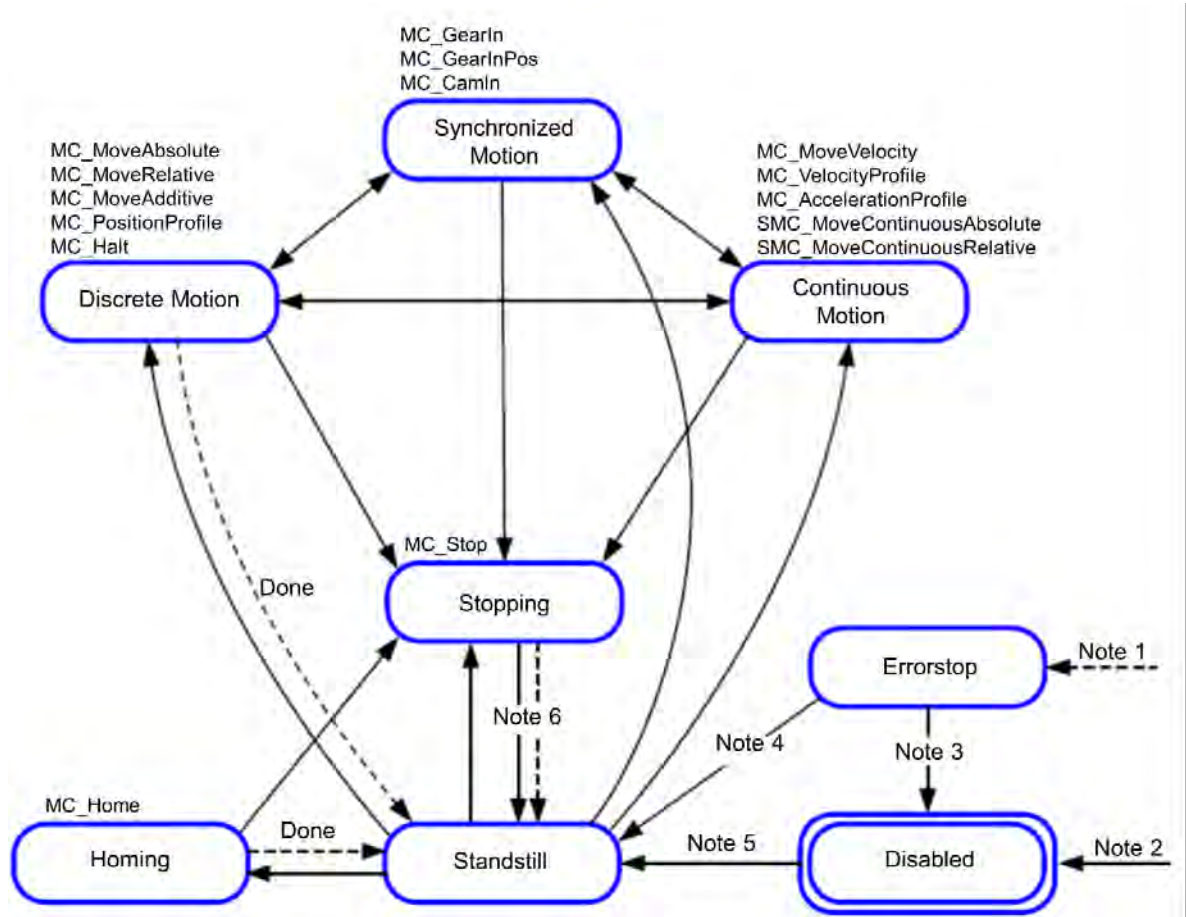 MC_GearIn
MC_GearInPos
MC_CamIn
Synchronized
Motion
MC_MoveAbsolute
MC_MoveRelative
MC_MoveAdditive
MC_PositionProfile
MC_Halt
Discrete Motion
MC_MoveVelocity
MC_VelocityProfile
MC_AccelerationProfile
SMC_MoveContinuousAbsolute
SMC_MoveContinuousRelative
Continuous
Motion
MC_Stop
Stopping
Done
Errorstop
Note 1
Note 6
Note 4
Note 3
MC_Home
Homing
Done
Standstill
Note 5
Disabled
Note 2